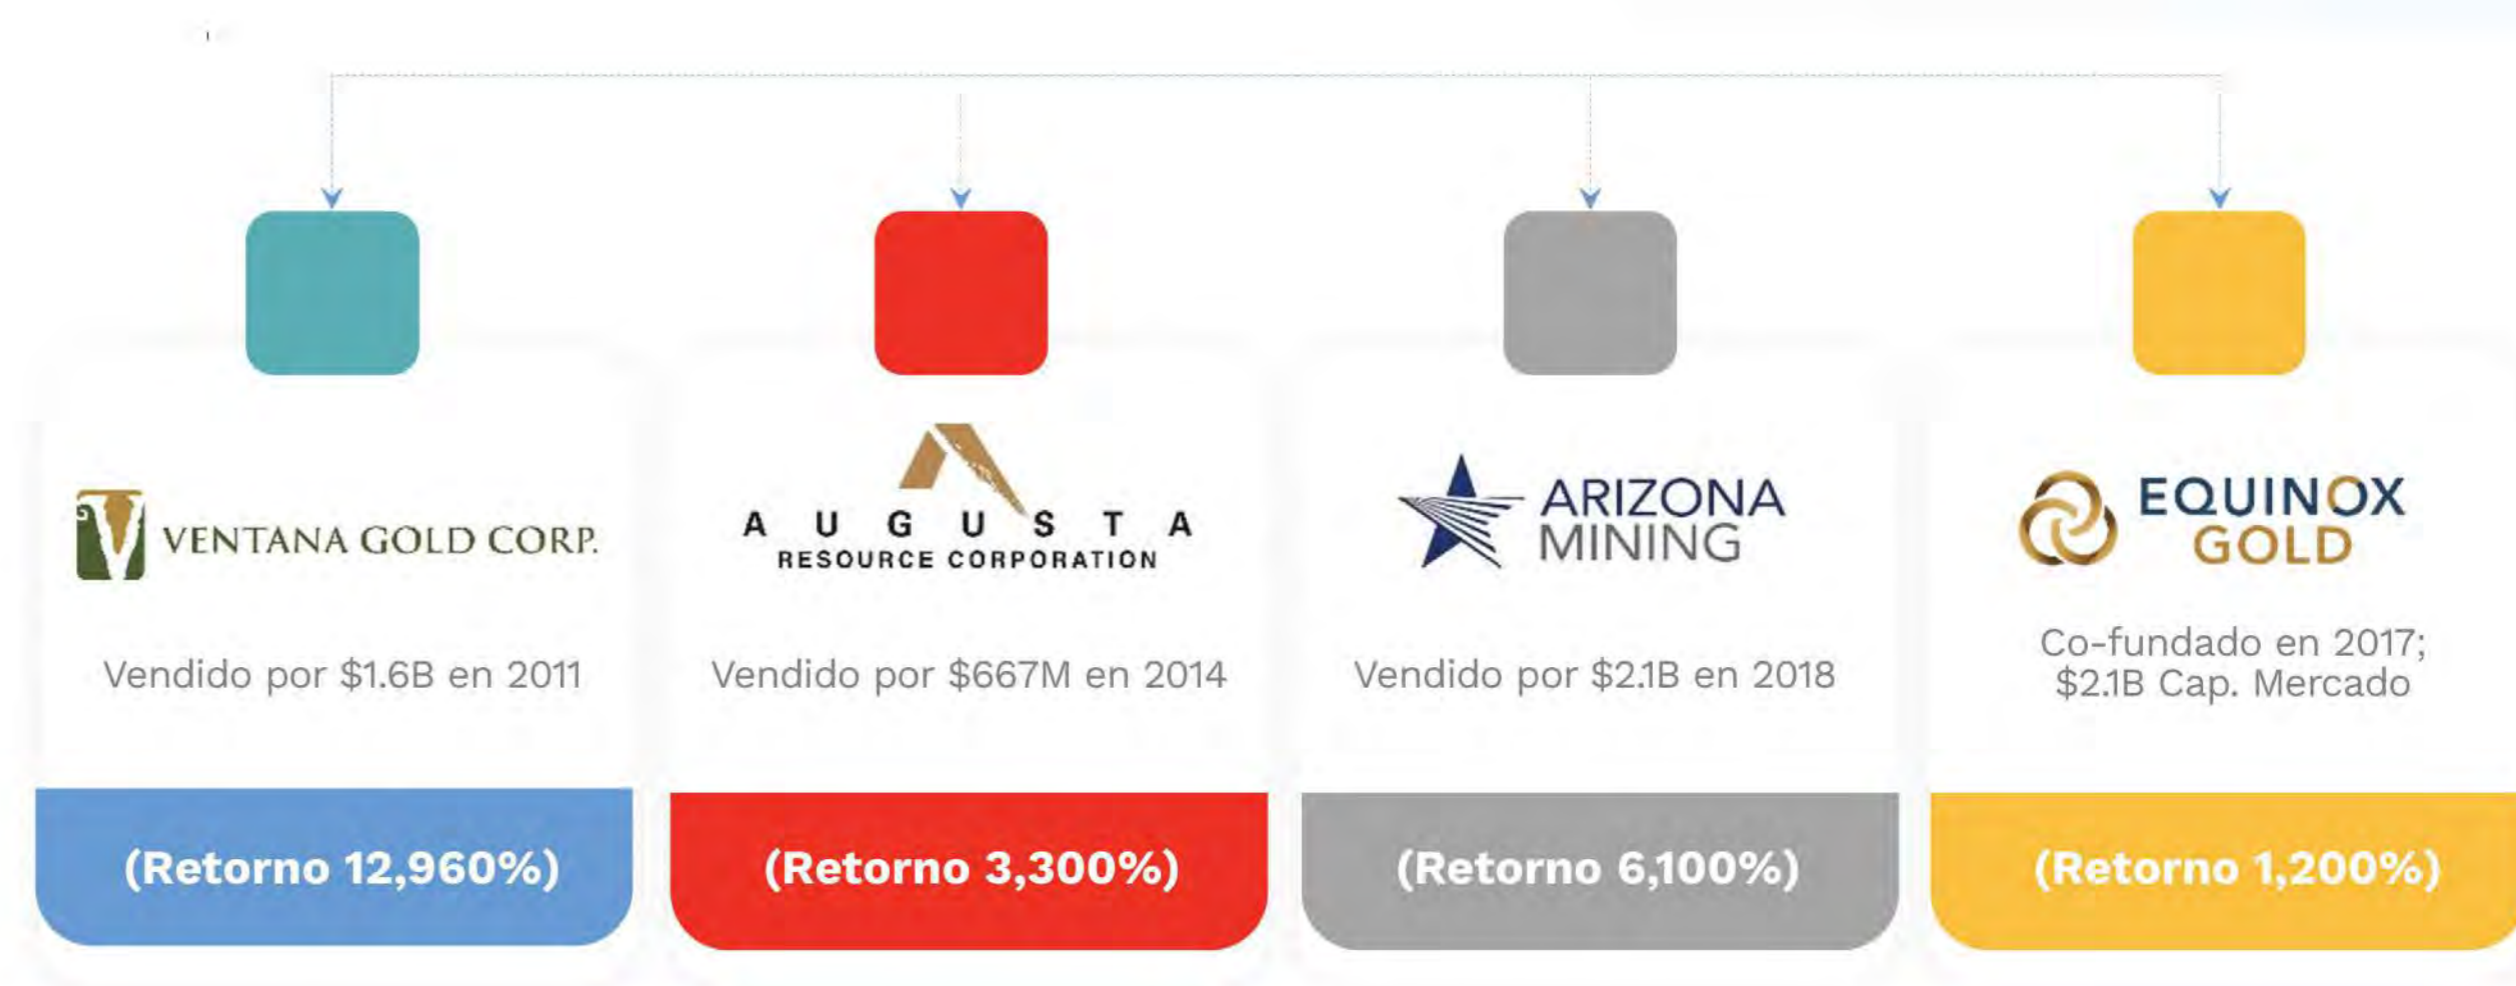 VENTANA GOLD CORP.
Vendido por $1.6B en 2011
(Retorno 12,960%)
AUGUSTA
RESOURCE CORPORATION
Vendido por $667M en 2014
(Retorno 3,300%)
ARIZONA
MINING
Vendido por $2.1B en 2018
(Retorno 6,100%)
EQUINOX
GOLD
Co-fundado en 2017;
$2.1B Cap. Mercado
(Retorno 1,200%)